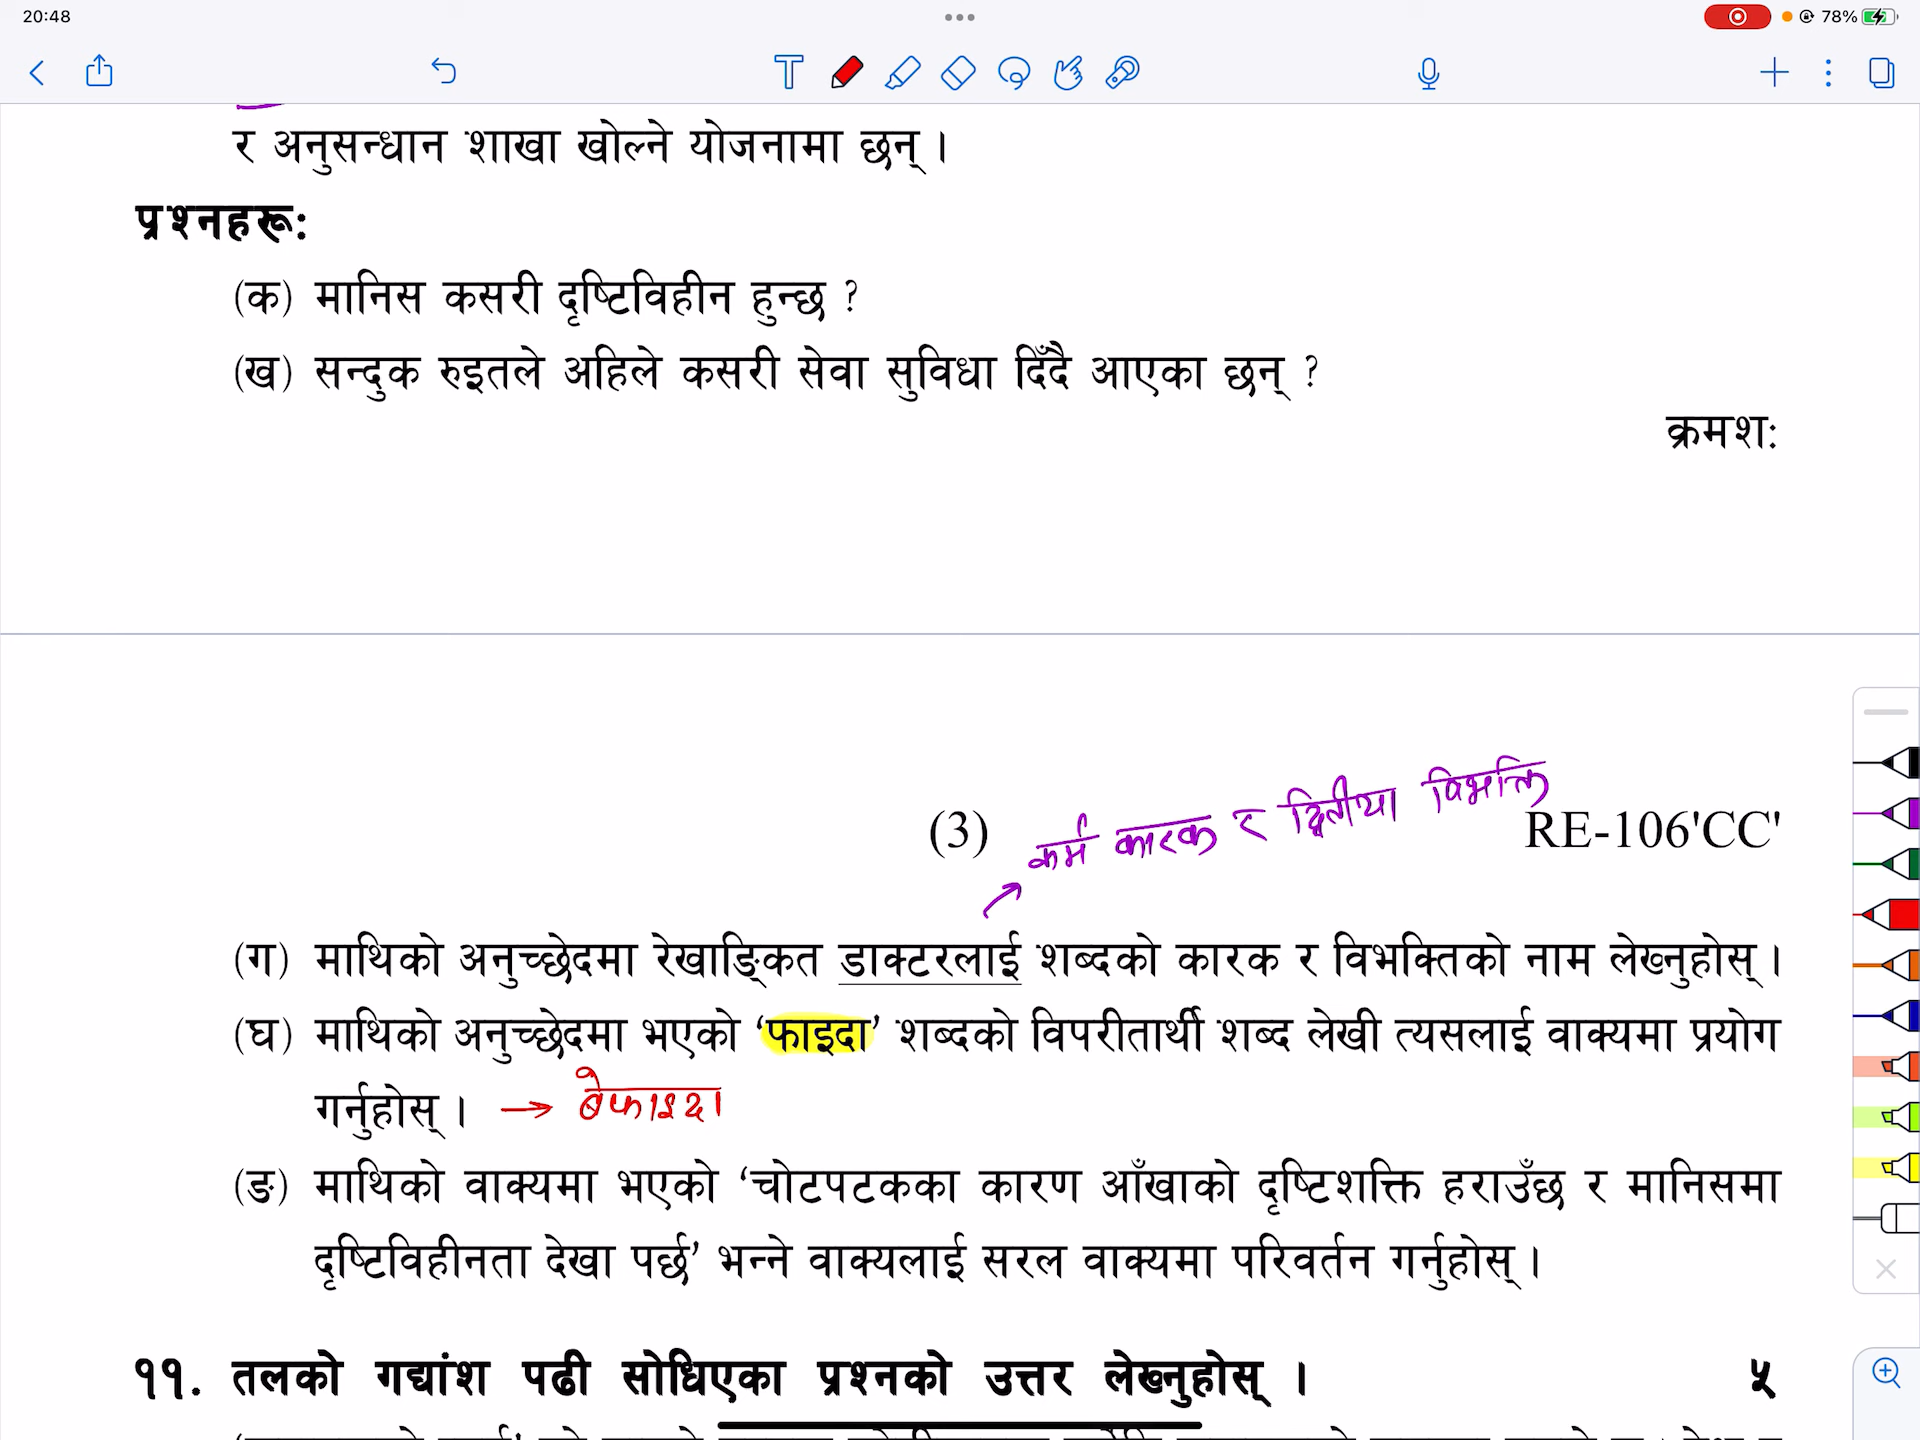 20:48
78%
र अनुसन्धान शाखा खोल्ने योजनामा छन् ।
प्रश्नहरू:
(क) मानिस कसरी दृष्टिविहीन हुन्छ ?
(ख) सन्दुक रुइतले अहिले कसरी सेवा सुविधा दिँदै आएका छन् ?
क्रमश:
कर्म कारक र द्वितीया विभक्ति
(3) RE-106'CC'
(ग) माथिको अनुच्छेदमा रेखाङ्कित डाक्टरलाई शब्दको कारक र विभक्तिको नाम लेख्नुहोस् ।
(घ) माथिको अनुच्छेदमा भएको ‘फाइदा’ शब्दको विपरीतार्थी शब्द लेखी त्यसलाई वाक्यमा प्रयोग
गर्नुहोस् । → बेफाइदा
(ङ) माथिको वाक्यमा भएको ‘चोटपटकका कारण आँखाको दृष्टिशक्ति हराउँछ र मानिसमा
दृष्टिविहीनता देखा पर्छ’ भन्ने वाक्यलाई सरल वाक्यमा परिवर्तन गर्नुहोस् ।
११. तलको गद्यांश पढी सोधिएका प्रश्नको उत्तर लेख्नुहोस् । ५